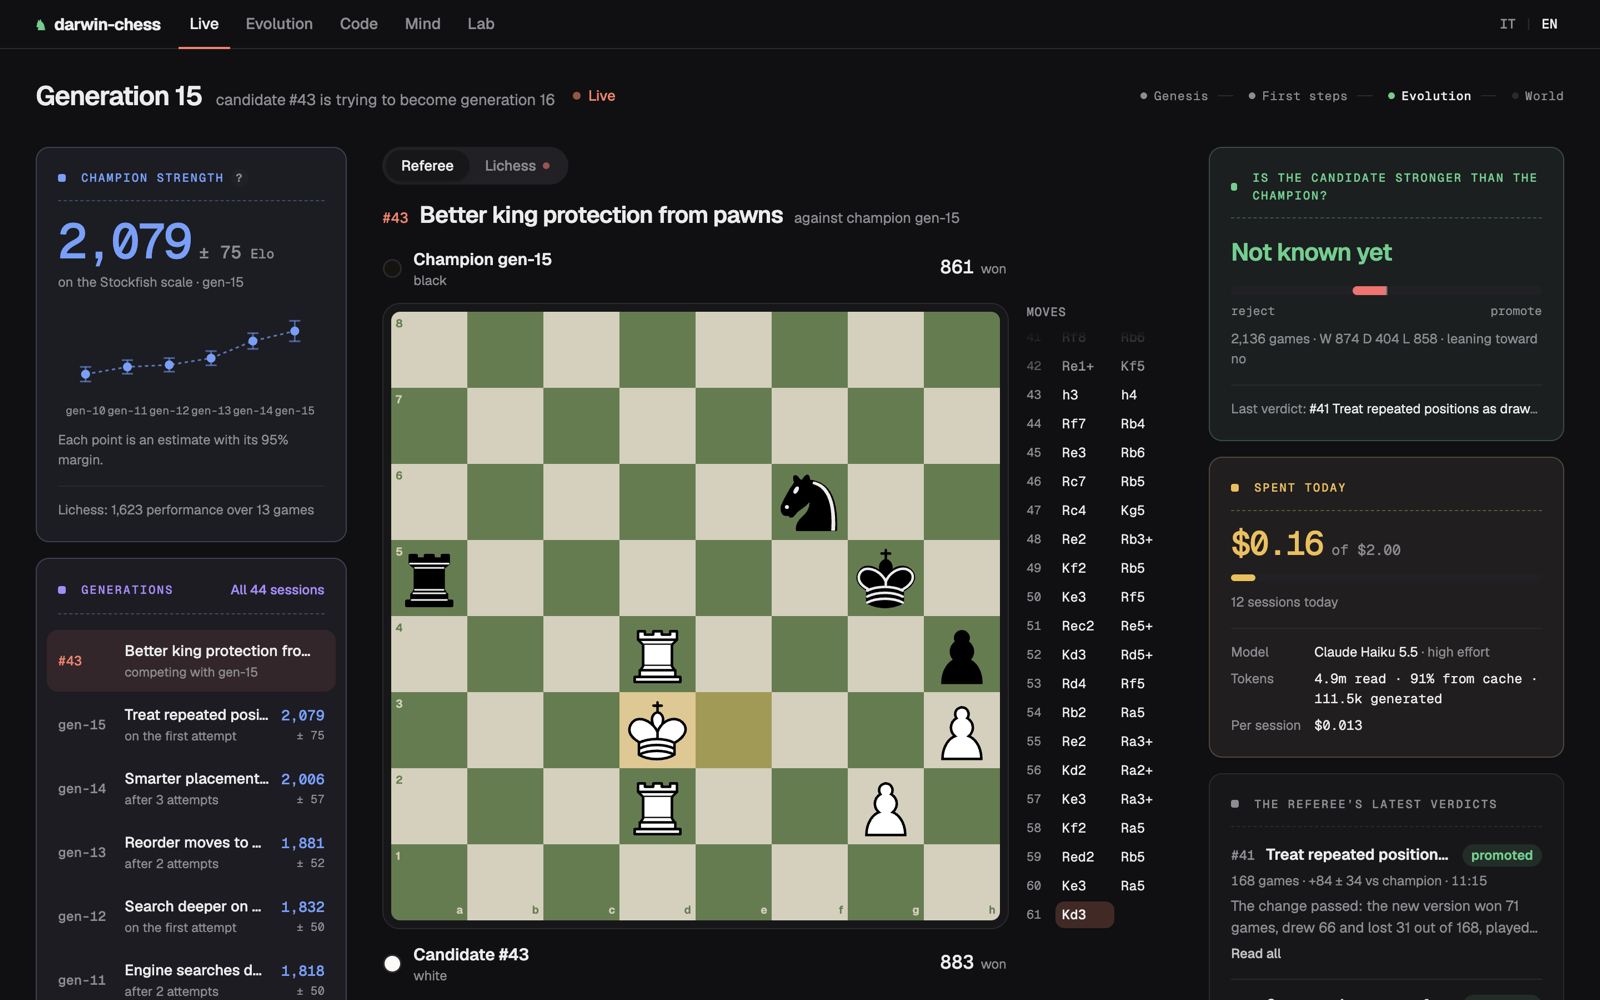 darwin-chess Live Evolution Code Mind Lab IT EN
Generation 15 candidate #43 is trying to become generation 16 Live
Genesis First steps Evolution World
CHAMPION STRENGTH ?
2,079 ± 75 Elo
on the Stockfish scale · gen-15
gen-10 gen-11 gen-12 gen-13 gen-14 gen-15
Each point is an estimate with its 95%
margin.
Lichess: 1,623 performance over 13 games
GENERATIONS All 44 sessions
#43 Better king protection fro...
competing with gen-15
gen-15 Treat repeated posi... 2,079
on the first attempt ± 75
gen-14 Smarter placement... 2,006
after 3 attempts ± 57
gen-13 Reorder moves to ... 1,881
after 2 attempts ± 52
gen-12 Search deeper on ... 1,832
on the first attempt ± 50
gen-11 Engine searches d... 1,818
after 2 attempts ± 50
Referee Lichess
#43 Better king protection from pawns against champion gen-15
Champion gen-15 861 won
black
8
7
6
5
4
3
2
1
a b c d e f g h
Candidate #43 883 won
white
MOVES
41 Rf8 Rb6
42 Re1+ Kf5
43 h3 h4
44 Rf7 Rb4
45 Re3 Rb6
46 Rc7 Rb5
47 Rc4 Kg5
48 Re2 Rb3+
49 Kf2 Rb5
50 Ke3 Rf5
51 Rec2 Re5+
52 Kd3 Rd5+
53 Rd4 Rf5
54 Rb2 Ra5
55 Re2 Ra3+
56 Kd2 Ra2+
57 Ke3 Ra3+
58 Kf2 Ra5
59 Red2 Rb5
60 Ke3 Ra5
61 Kd3
IS THE CANDIDATE STRONGER THAN THE
CHAMPION?
Not known yet
reject promote
2,136 games · W 874 D 404 L 858 · leaning toward
no
Last verdict: #41 Treat repeated positions as draw...
SPENT TODAY
$0.16 of $2.00
12 sessions today
Model Claude Haiku 5.5 · high effort
Tokens 4.9m read · 91% from cache ·
111.5k generated
Per session $0.013
THE REFEREE'S LATEST VERDICTS
#41 Treat repeated position... promoted
168 games · +84 ± 34 vs champion · 11:15
The change passed: the new version won 71
games, drew 66 and lost 31 out of 168, played...
Read all